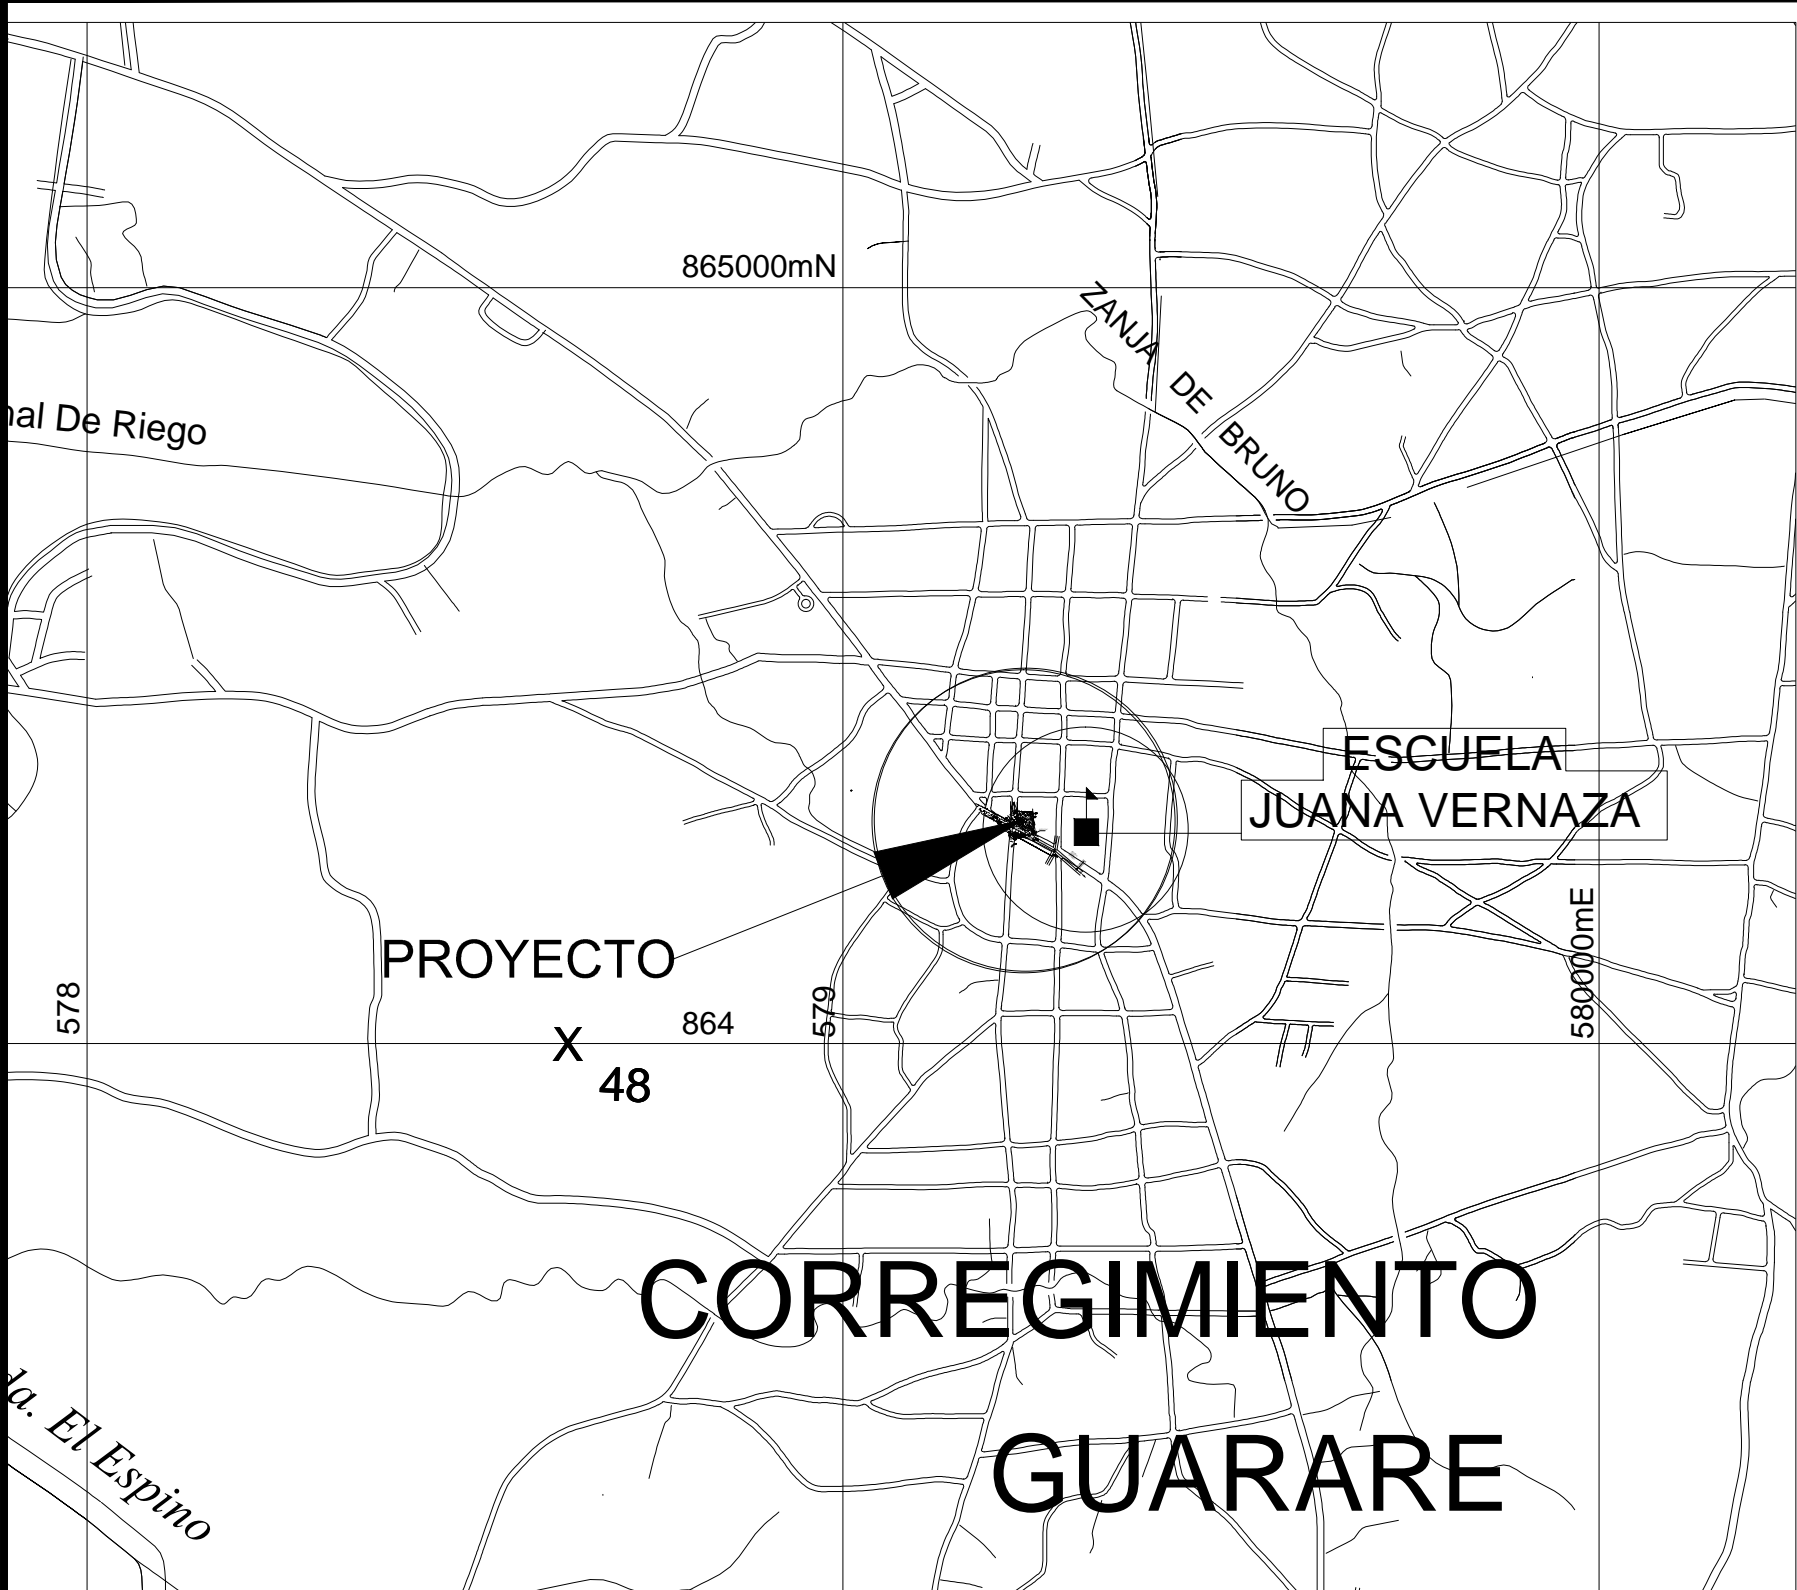 865000mN
ZANJA DE BRUNO
nal De Riego
ESCUELA
JUANA VERNAZA
PROYECTO
578
579
580000mE
864
X
48
CORREGIMIENTO
GUARARE
da. El Espino